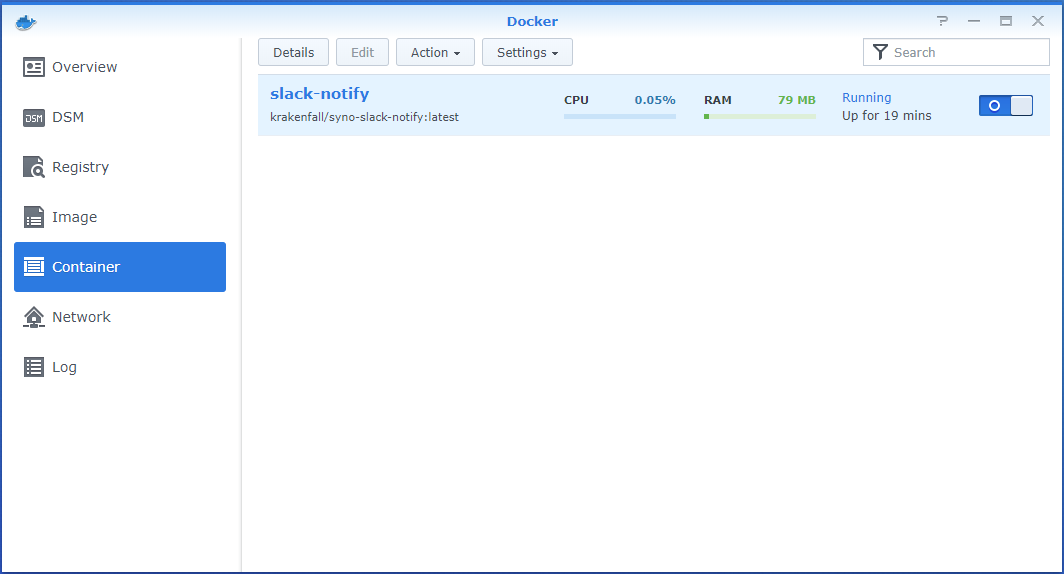 Docker
Overview
DSM
DSM
Registry
Image
Container
Network
Log
Details
Edit
Action
Settings
Search
slack-notify
krakenfall/syno-slack-notify:latest
CPU 0.05%
RAM 79 MB
Running
Up for 19 mins